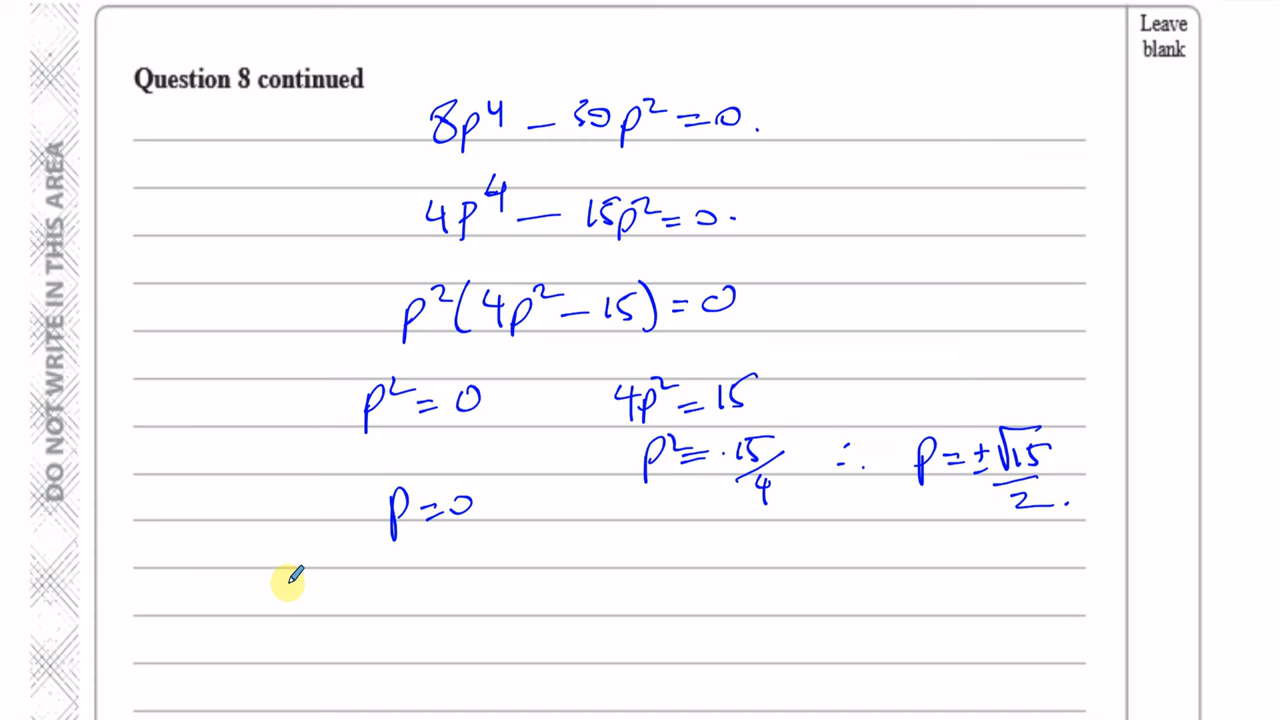 Leave
blank
Question 8 continued
8p⁴ - 30p² = 0.
4p⁴ - 15p² = 0.
p²(4p² - 15) = 0
p² = 0 4p² = 15
p² = 15/4 ∴ p = ±√15/2.
p = 0
DO NOT WRITE IN THIS AREA